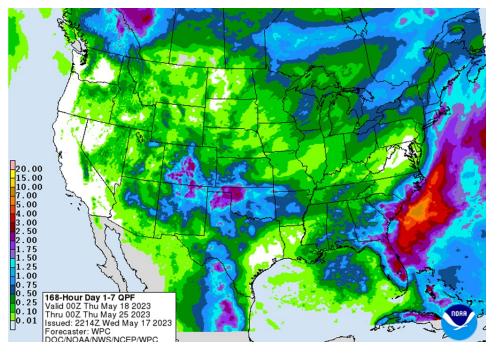 20.00
15.00
10.00
7.00
5.00
4.00
3.00
2.50
2.00
1.75
1.50
1.25
1.00
0.75
0.50
0.25
0.10
0.01
168-Hour Day 1-7 QPF
Valid 00Z Thu May 18 2023
Thru 00Z Thu May 25 2023
Issued: 2214Z Wed May 17 2023
Forecaster: WPC
DOC/NOAA/NWS/NCEP/WPC
NOAA